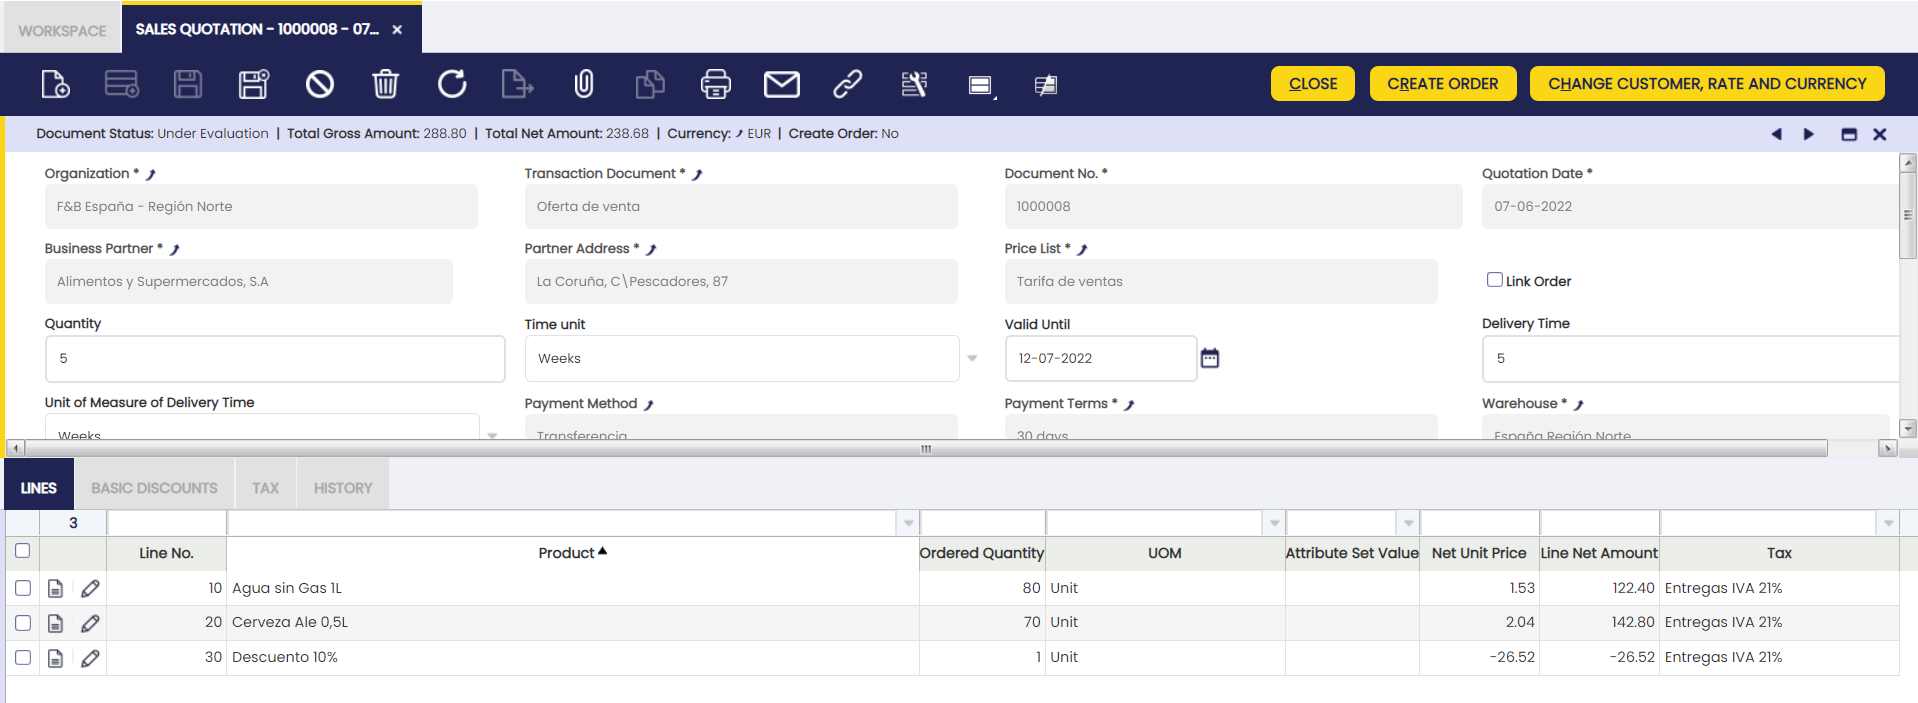 WORKSPACE
SALES QUOTATION - 1000008 - 07...
CLOSE
CREATE ORDER
CHANGE CUSTOMER, RATE AND CURRENCY
Document Status: Under Evaluation | Total Gross Amount: 288.80 | Total Net Amount: 238.68 | Currency: EUR | Create Order: No
Organization * Transaction Document * Document No. * Quotation Date *
F&B España - Región Norte Oferta de venta 1000008 07-06-2022
Business Partner * Partner Address * Price List *
Alimentos y Supermercados, S.A La Coruña, C\Pescadores, 87 Tarifa de ventas Link Order
Quantity Time unit Valid Until Delivery Time
5 Weeks 12-07-2022 5
Unit of Measure of Delivery Time Payment Method Payment Terms * Warehouse *
Weeks Transferencia 30 days España Región Norte
LINES BASIC DISCOUNTS TAX HISTORY
3
Line No. Product Ordered Quantity UOM Attribute Set Value Net Unit Price Line Net Amount Tax
10 Agua sin Gas 1L 80 Unit 1.53 122.40 Entregas IVA 21%
20 Cerveza Ale 0,5L 70 Unit 2.04 142.80 Entregas IVA 21%
30 Descuento 10% 1 Unit -26.52 -26.52 Entregas IVA 21%